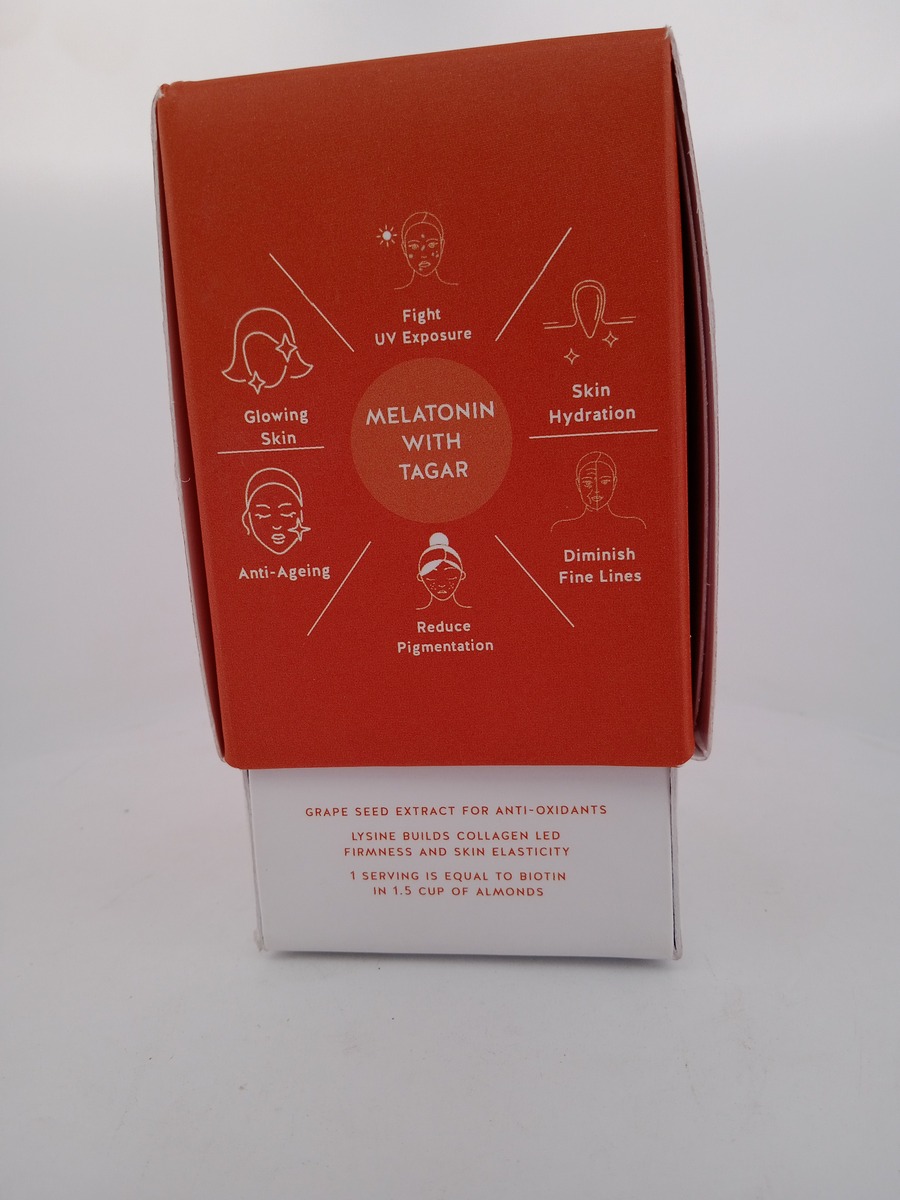 Fight
UV Exposure
Glowing
Skin
Skin
Hydration
MELATONIN
WITH
TAGAR
Anti-Ageing
Diminish
Fine Lines
Reduce
Pigmentation
GRAPE SEED EXTRACT FOR ANTI-OXIDANTS
LYSINE BUILDS COLLAGEN LED
FIRMNESS AND SKIN ELASTICITY
1 SERVING IS EQUAL TO BIOTIN
IN 1.5 CUP OF ALMONDS